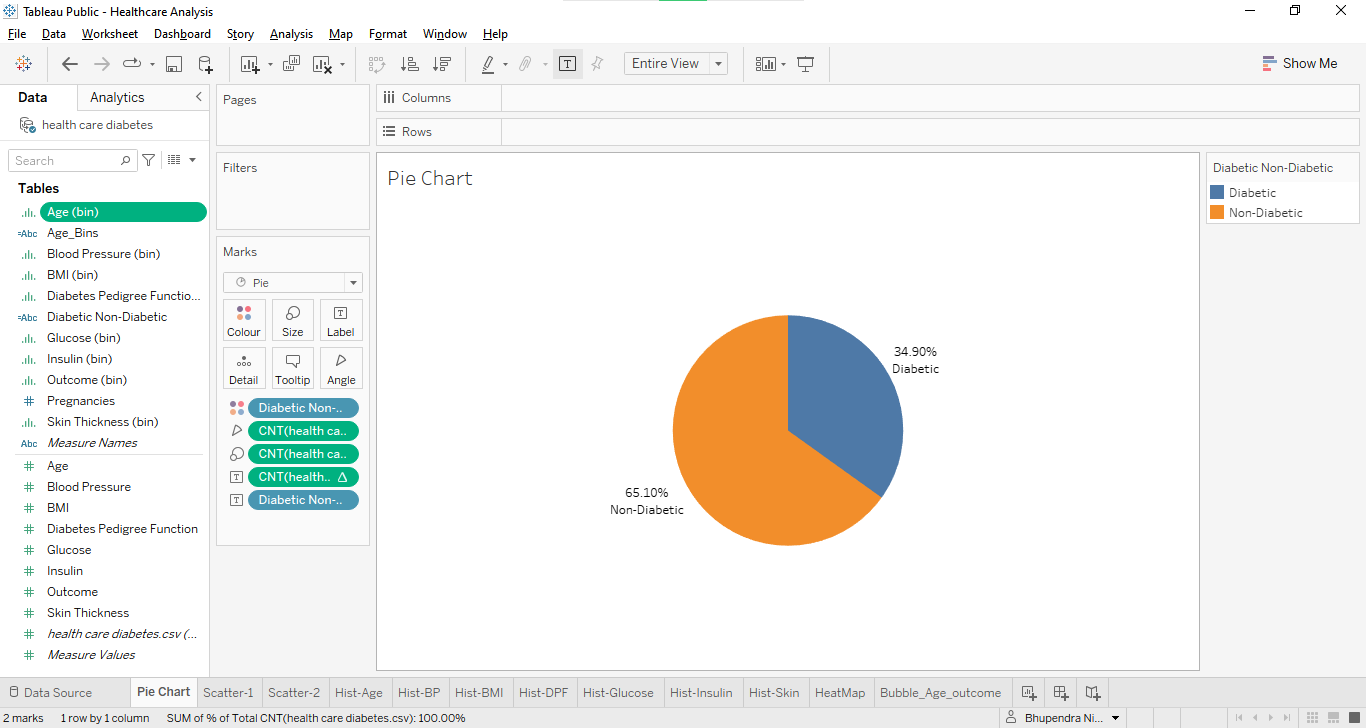 Tableau Public - Healthcare Analysis
File Data Worksheet Dashboard Story Analysis Map Format Window Help
Entire View
Show Me
Data Analytics
health care diabetes
Search
Tables
Age (bin)
Abc Age_Bins
Blood Pressure (bin)
BMI (bin)
Diabetes Pedigree Functio...
Abc Diabetic Non-Diabetic
Glucose (bin)
Insulin (bin)
Outcome (bin)
Pregnancies
Skin Thickness (bin)
Abc Measure Names
Age
Blood Pressure
BMI
Diabetes Pedigree Function
Glucose
Insulin
Outcome
Skin Thickness
health care diabetes.csv (...
Measure Values
Pages
Filters
Marks
Pie
Colour Size Label
Detail Tooltip Angle
Diabetic Non-..
CNT(health ca..
CNT(health ca..
CNT(health..
Diabetic Non-..
Columns
Rows
Pie Chart
34.90%
Diabetic
65.10%
Non-Diabetic
Diabetic Non-Diabetic
Diabetic
Non-Diabetic
Data Source Pie Chart Scatter-1 Scatter-2 Hist-Age Hist-BP Hist-BMI Hist-DPF Hist-Glucose Hist-Insulin Hist-Skin HeatMap Bubble_Age_outcome
2 marks 1 row by 1 column SUM of % of Total CNT(health care diabetes.csv): 100.00% Bhupendra Ni...